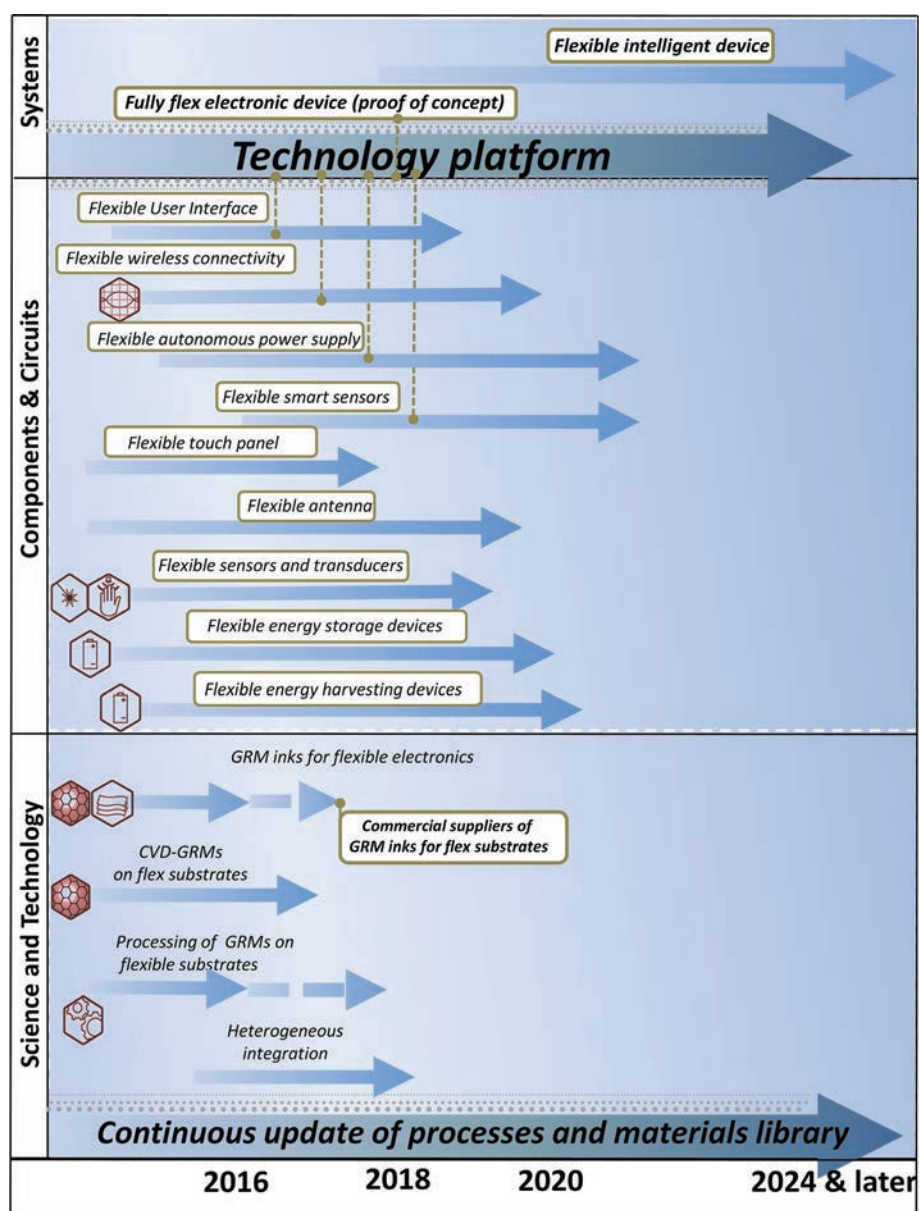 Systems
Flexible intelligent device
Fully flex electronic device (proof of concept)
Technology platform
Components & Circuits
Flexible User Interface
Flexible wireless connectivity
Flexible autonomous power supply
Flexible smart sensors
Flexible touch panel
Flexible antenna
Flexible sensors and transducers
Flexible energy storage devices
Flexible energy harvesting devices
Science and Technology
GRM inks for flexible electronics
Commercial suppliers of
GRM inks for flex substrates
CVD-GRMs
on flex substrates
Processing of GRMs on
flexible substrates
Heterogeneous
integration
Continuous update of processes and materials library
2016 2018 2020 2024 & later